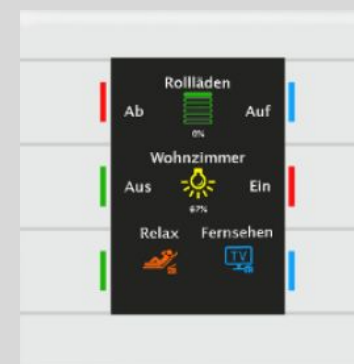 Rollläden
Ab Auf
0%
Wohnzimmer
Aus Ein
67%
Relax Fernsehen
TV